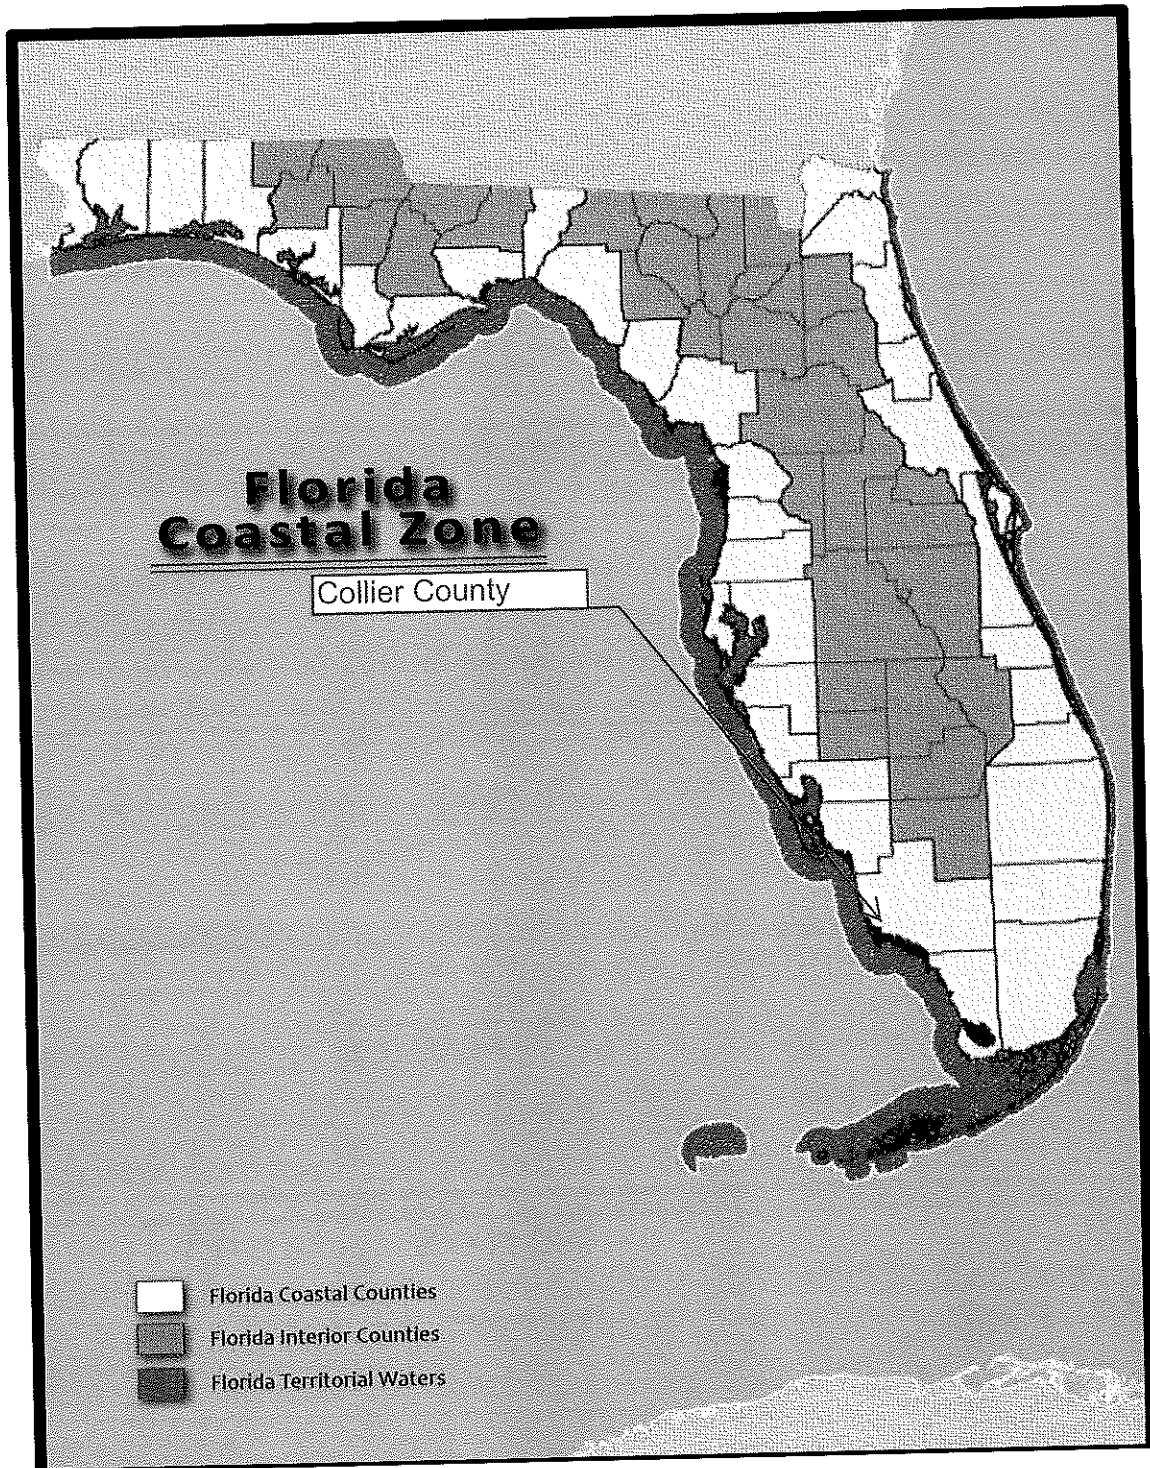 Florida
Coastal Zone
Collier County
Florida Coastal Counties
Florida Interior Counties
Florida Territorial Waters